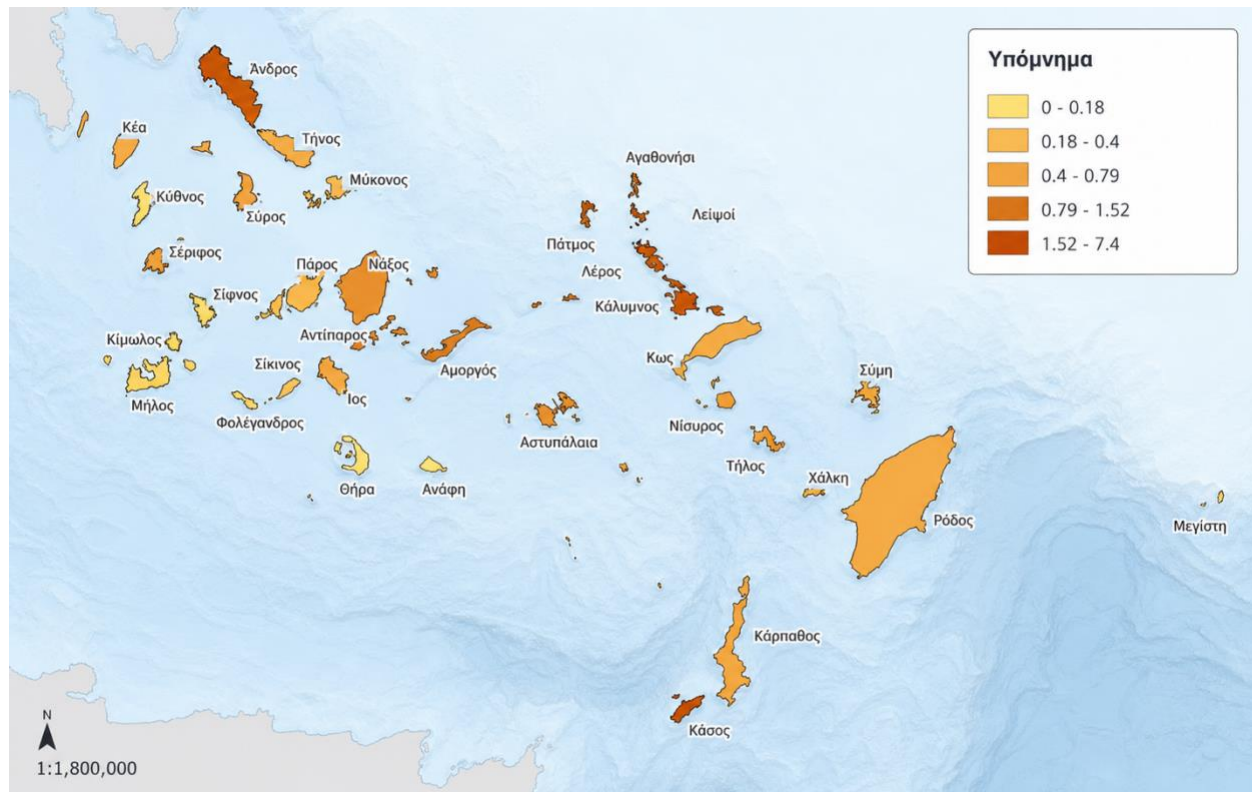 Υπόμνημα
0 - 0.18
0.18 - 0.4
0.4 - 0.79
0.79 - 1.52
1.52 - 7.4
Άνδρος
Κέα
Τήνος
Αγαθονήσι
Μύκονος
Κύθνος
Σύρος
Λείψοί
Πάτμος
Σέριφος
Πάρος
Νάξος
Λέρος
Σίφνος
Κάλυμνος
Αντίπαρος
Κίμωλος
Κως
Σίκινος
Αμοργός
Σύμη
Ιος
Μήλος
Φολέγανδρος
Νίσυρος
Αστυπάλαια
Τήλος
Χάλκη
Θήρα
Ανάφη
Ρόδος
Μεγίστη
Κάρπαθος
Κάσος
N
1:1,800,000